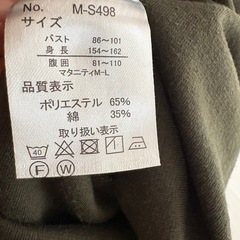 No. M-S498
サイズ
バスト 86〜101
身長 154〜162
腹囲 81〜110
マタニティM-L
品質表示
ポリエステル 65%
綿 35%
取り扱い表示
40
F W